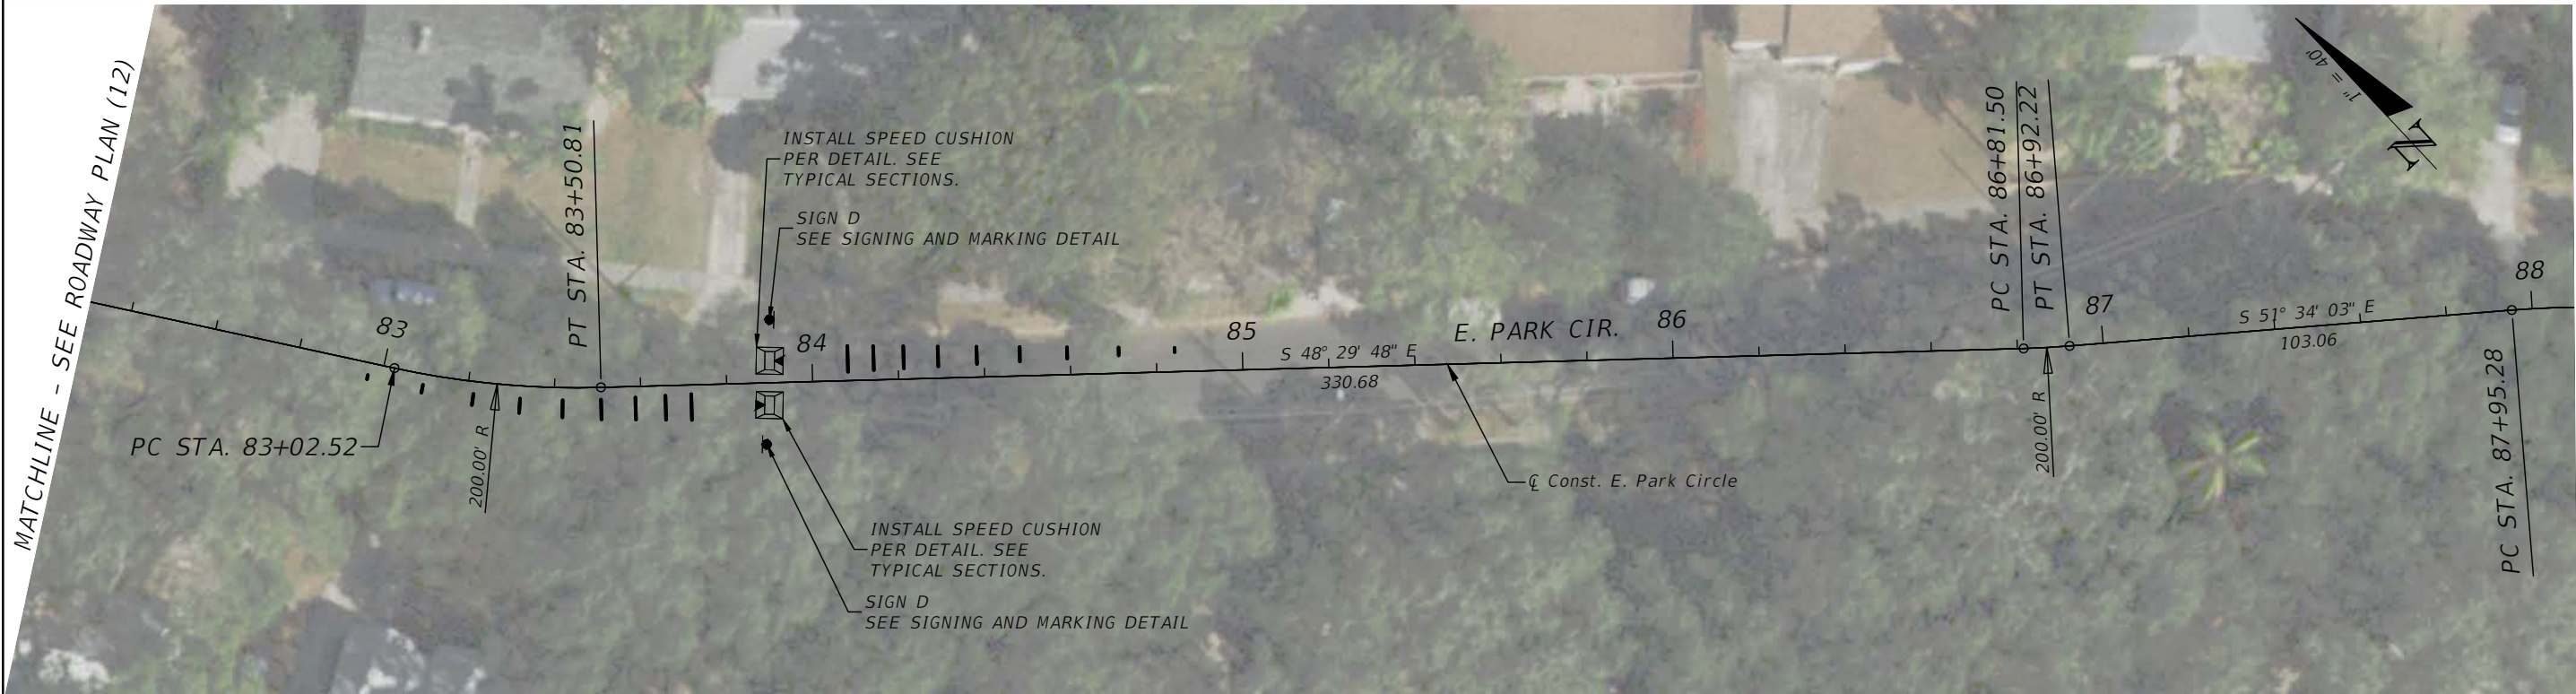 MATCHLINE - SEE ROADWAY PLAN (12)
PT STA. 83+50.81
INSTALL SPEED CUSHION
PER DETAIL. SEE
TYPICAL SECTIONS.
SIGN D
SEE SIGNING AND MARKING DETAIL
PC STA. 86+81.50
PT STA. 86+92.22
1" = 40'
N
83
84
85
S 48° 29' 48" E
330.68
E. PARK CIR.
86
87
S 51° 34' 03" E
103.06
88
PC STA. 83+02.52
200.00' R
℄ Const. E. Park Circle
200.00' R
PC STA. 87+95.28
INSTALL SPEED CUSHION
PER DETAIL. SEE
TYPICAL SECTIONS.
SIGN D
SEE SIGNING AND MARKING DETAIL